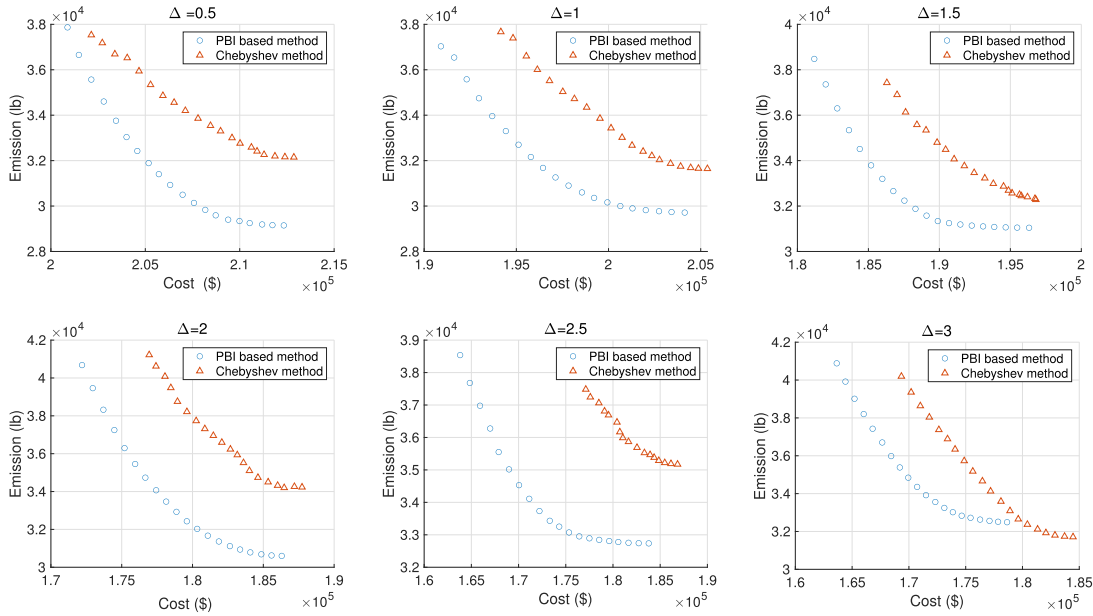 ×10⁴
Δ =0.5
3.8
3.6
3.4
3.2
3
2.8
Emission (lb)
PBI based method
Chebyshev method
2
2.05
2.1
2.15
Cost ($)
×10⁵
×10⁴
Δ=1
3.8
3.6
3.4
3.2
3
2.8
Emission (lb)
PBI based method
Chebyshev method
1.9
1.95
2
2.05
Cost ($)
×10⁵
×10⁴
Δ=1.5
4
3.8
3.6
3.4
3.2
3
Emission (lb)
PBI based method
Chebyshev method
1.8
1.85
1.9
1.95
2
Cost ($)
×10⁵
×10⁴
Δ=2
4.2
4
3.8
3.6
3.4
3.2
3
Emission (lb)
PBI based method
Chebyshev method
1.7
1.75
1.8
1.85
1.9
Cost ($)
×10⁵
×10⁴
Δ=2.5
3.9
3.8
3.7
3.6
3.5
3.4
3.3
3.2
Emission (lb)
PBI based method
Chebyshev method
1.6
1.65
1.7
1.75
1.8
1.85
1.9
Cost ($)
×10⁵
×10⁴
Δ=3
4.2
4
3.8
3.6
3.4
3.2
3
Emission (lb)
PBI based method
Chebyshev method
1.6
1.65
1.7
1.75
1.8
1.85
Cost ($)
×10⁵